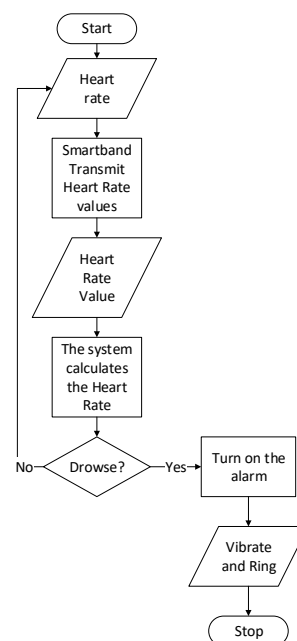 Start
Heart
rate
Smartband
Transmit
Heart Rate
values
Heart
Rate
Value
The system
calculates
the Heart
Rate
No
Drowse?
Yes
Turn on the
alarm
Vibrate
and Ring
Stop